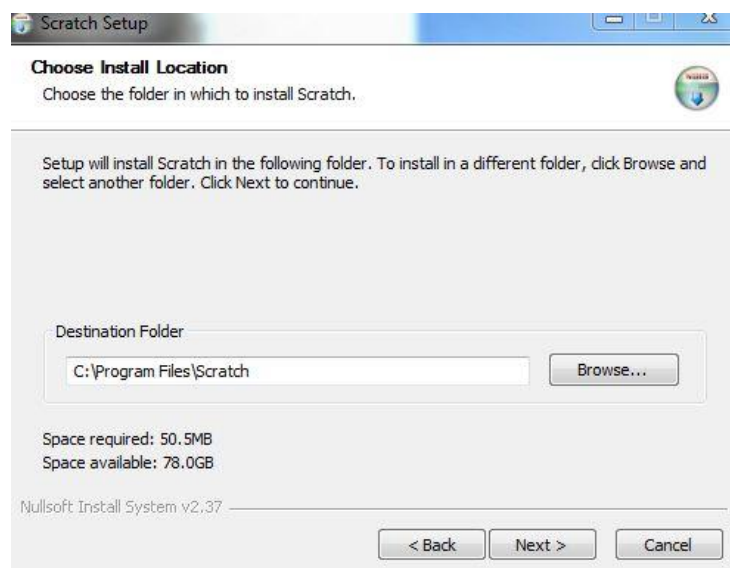 Scratch Setup
Choose Install Location
Choose the folder in which to install Scratch.
Setup will install Scratch in the following folder. To install in a different folder, click Browse and
select another folder. Click Next to continue.
Destination Folder
C:\Program Files\Scratch
Browse...
Space required: 50.5MB
Space available: 78.0GB
Nullsoft Install System v2.37
< Back Next > Cancel